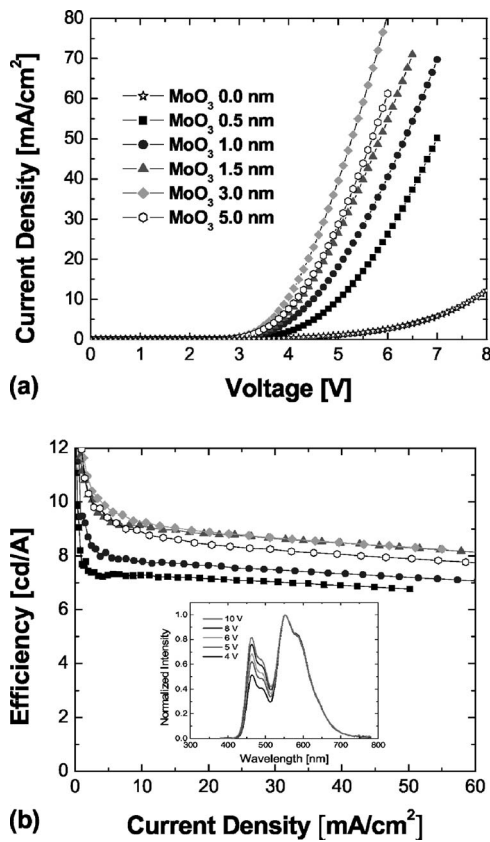 80
70
60
50
40
30
20
10
0
Current Density [mA/cm²]
MoO₃ 0.0 nm
MoO₃ 0.5 nm
MoO₃ 1.0 nm
MoO₃ 1.5 nm
MoO₃ 3.0 nm
MoO₃ 5.0 nm
0 1 2 3 4 5 6 7 8
Voltage [V]
(a)
12
10
8
6
4
2
0
Efficiency [cd/A]
1.0
0.8
0.6
0.4
0.2
0.0
Normalized Intensity
10 V
8 V
6 V
5 V
4 V
300 400 500 600 700 800
Wavelength [nm]
0 10 20 30 40 50 60
Current Density [mA/cm²]
(b)